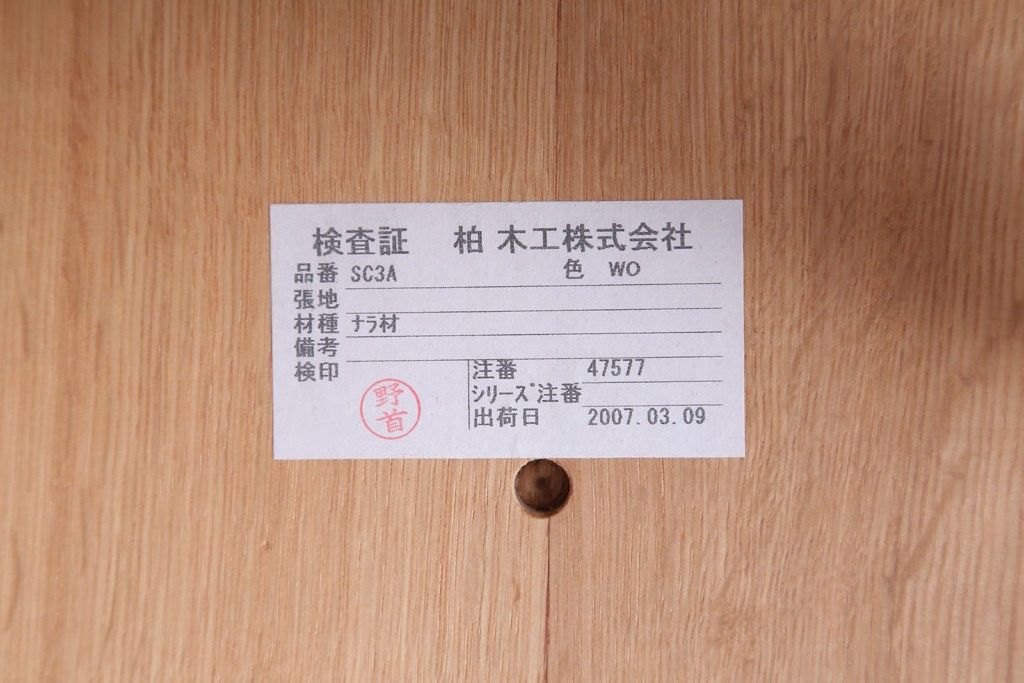 検査証 柏木工株式会社
品番 SC3A 色 WO
張地
材種 ナラ材
備考
検印 注番 47577
シリーズ注番
出荷日 2007.03.09
野首